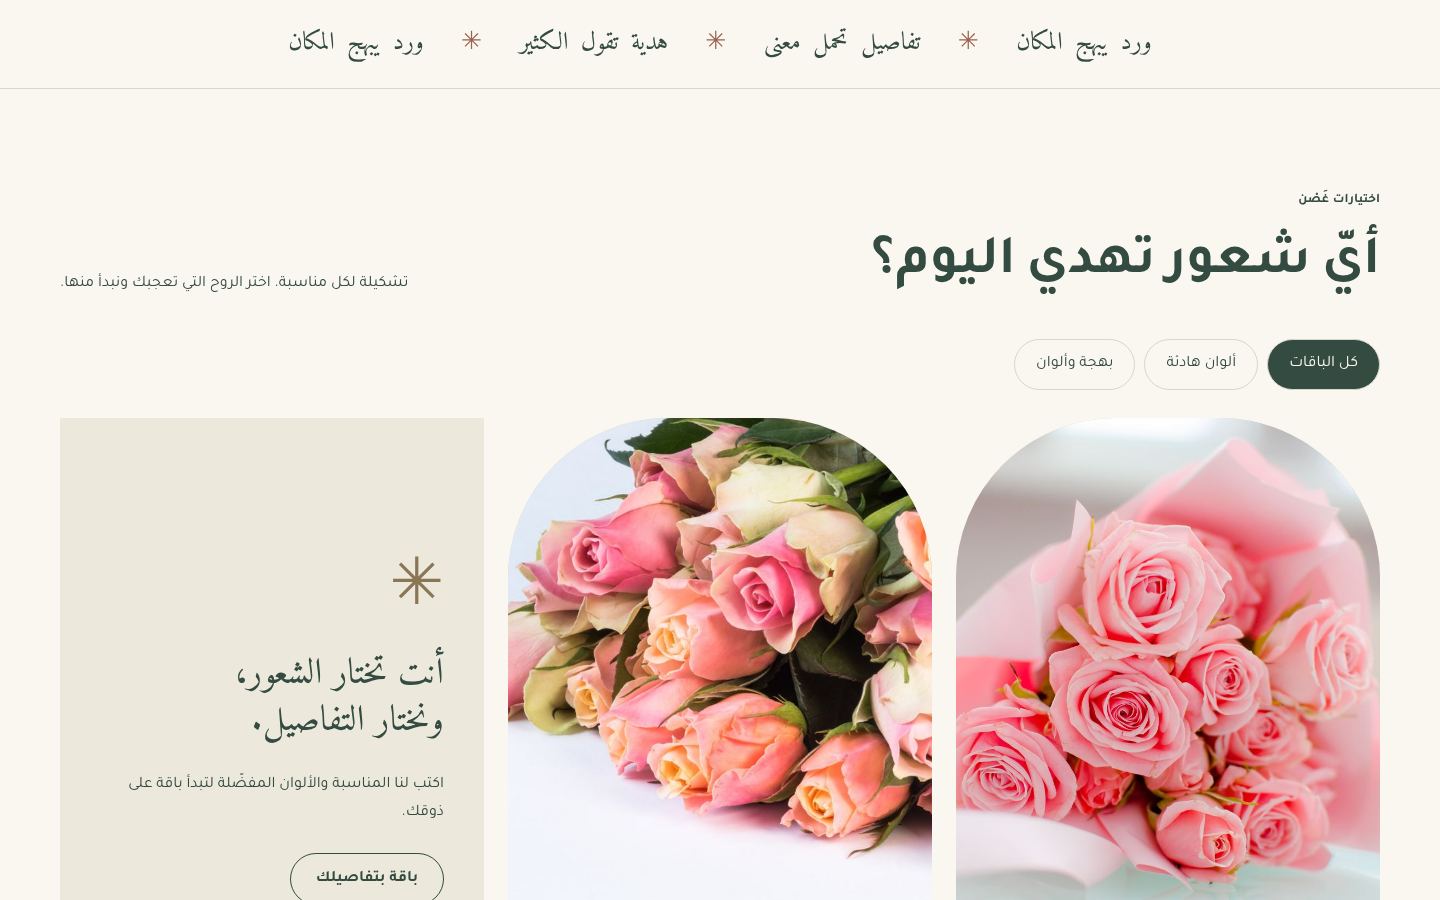 ورد يبهج المكان ✳ تفاصيل تحمل معنى ✳ هدية تقول الكثير ✳ ورد يبهج المكان
اختيارات غَصْن
أيّ شعور تهدي اليوم؟
تشكيلة لكل مناسبة. اختر الروح التي تعجبك ونبدأ منها.
كل الباقات
ألوان هادئة
بهجة وألوان
أنت تختار الشعور،
ونختار التفاصيل.
اكتب لنا المناسبة والألوان المفضّلة لتبدأ باقة على
ذوقك.
باقة بتفاصيلك